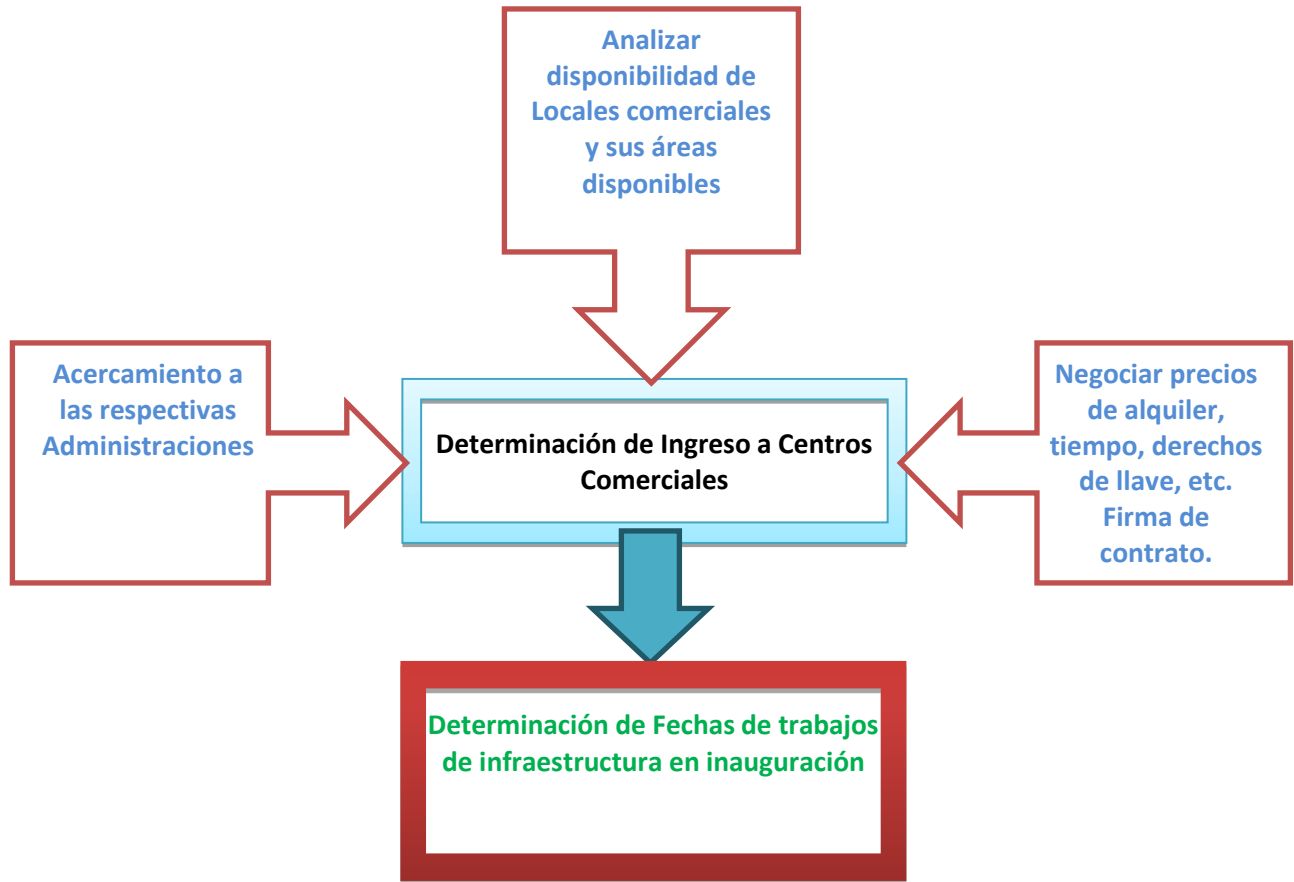 Analizar
disponibilidad de
Locales comerciales
y sus áreas
disponibles
Acercamiento a
las respectivas
Administraciones
Determinación de Ingreso a Centros
Comerciales
Negociar precios
de alquiler,
tiempo, derechos
de llave, etc.
Firma de
contrato.
Determinación de Fechas de trabajos
de infraestructura en inauguración